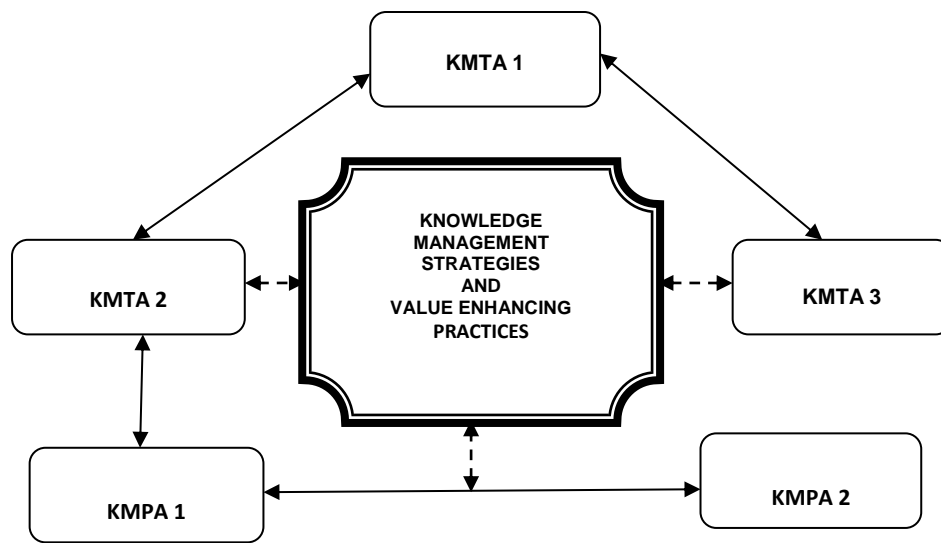 KMTA 1
KNOWLEDGE
MANAGEMENT
STRATEGIES
AND
VALUE ENHANCING
PRACTICES
KMTA 2
KMTA 3
KMPA 1
KMPA 2